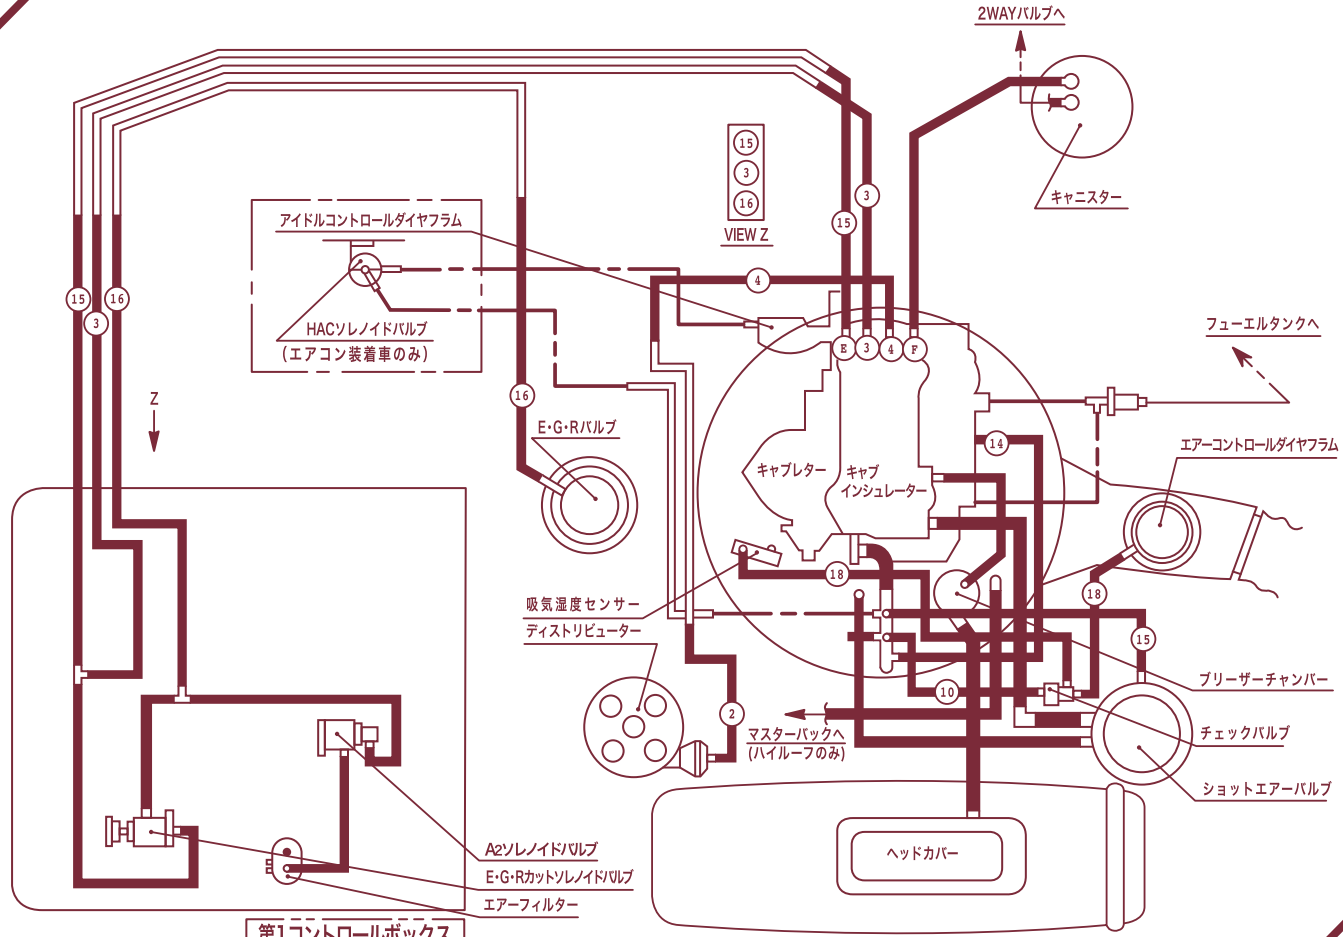 2WAYバルブへ
15
3
16
VIEW Z
3
15
キャニスター
アイドルコントロールダイヤフラム
4
15
16
3
HACソレノイドバルブ
(エアコン装着車のみ)
フューエルタンクへ
E
3
4
F
16
Z
E・G・Rバルブ
14
エアーコントロールダイヤフラム
キャブレター
キャブ
インシュレーター
18
18
吸気湿度センサー
ディストリビューター
15
ブリーザーチャンバー
10
2
マスターバックへ
(ハイルーフのみ)
チェックバルブ
ショットエアーバルブ
A2ソレノイドバルブ
ヘッドカバー
E・G・Rカットソレノイドバルブ
エアーフィルター
第1コントロールボックス